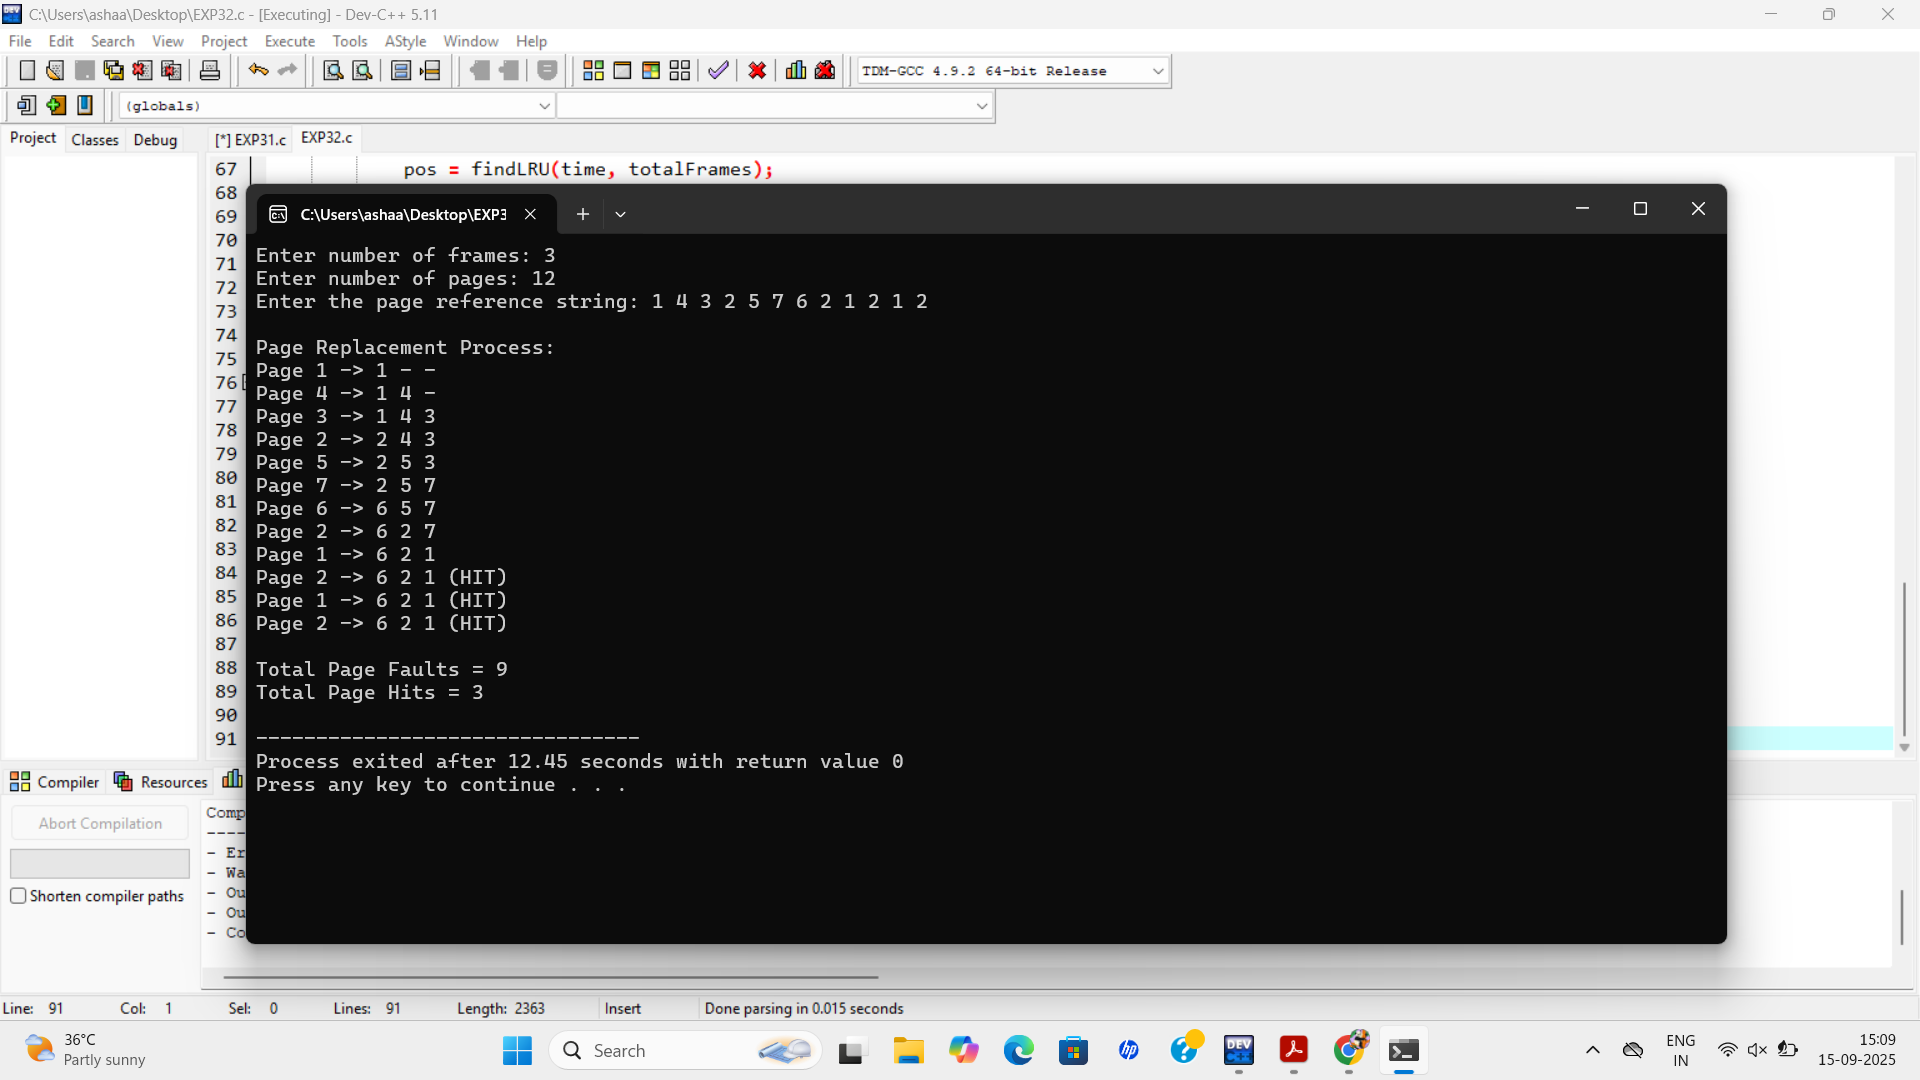 C:\Users\ashaa\Desktop\EXP32.c - [Executing] - Dev-C++ 5.11
File Edit Search View Project Execute Tools AStyle Window Help
TDM-GCC 4.9.2 64-bit Release
(globals)
Project Classes Debug
[*] EXP31.c EXP32.c
67 pos = findLRU(time, totalFrames);
68
69
70
71
72
73
74
75
76
77
78
79
80
81
82
83
84
85
86
87
88
89
90
91
C:\Users\ashaa\Desktop\EXP3
Enter number of frames: 3
Enter number of pages: 12
Enter the page reference string: 1 4 3 2 5 7 6 2 1 2 1 2
Page Replacement Process:
Page 1 -> 1 - -
Page 4 -> 1 4 -
Page 3 -> 1 4 3
Page 2 -> 2 4 3
Page 5 -> 2 5 3
Page 7 -> 2 5 7
Page 6 -> 6 5 7
Page 2 -> 6 2 7
Page 1 -> 6 2 1
Page 2 -> 6 2 1 (HIT)
Page 1 -> 6 2 1 (HIT)
Page 2 -> 6 2 1 (HIT)
Total Page Faults = 9
Total Page Hits = 3
--------------------------------
Process exited after 12.45 seconds with return value 0
Press any key to continue . . .
Compiler Resources
Abort Compilation
Shorten compiler paths
Comp
----
- Er
- Wa
- Ou
- Ou
- Co
Line: 91 Col: 1 Sel: 0 Lines: 91 Length: 2363 Insert Done parsing in 0.015 seconds
36°C
Partly sunny
Search
DEV
hp
ENG
IN
15:09
15-09-2025